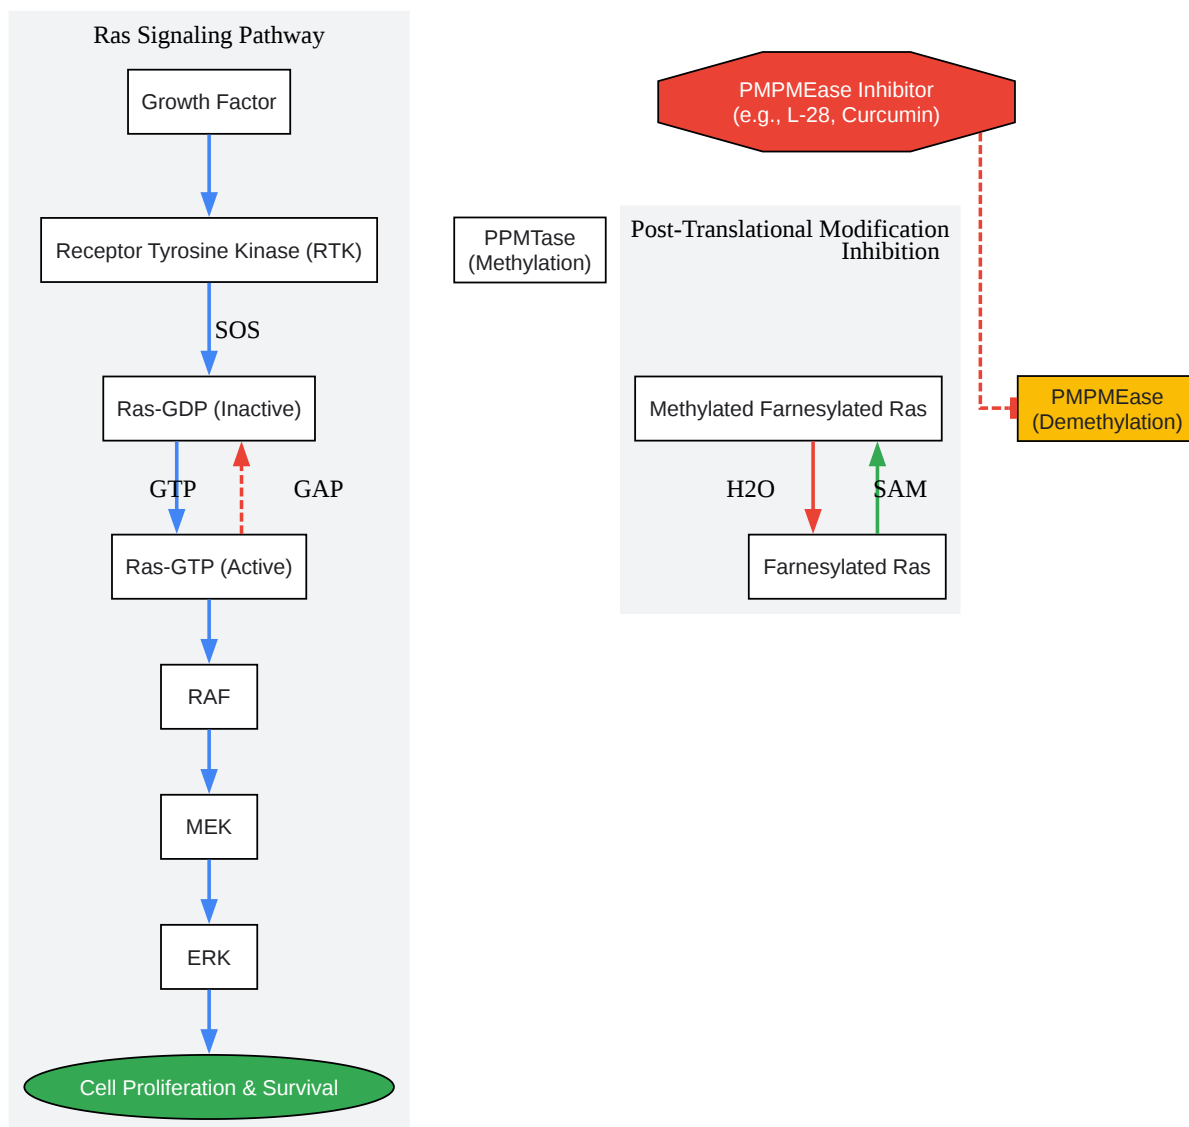 Ras Signaling Pathway
Growth Factor
Receptor Tyrosine Kinase (RTK)
SOS
Ras-GDP (Inactive)
GTP
GAP
Ras-GTP (Active)
RAF
MEK
ERK
Cell Proliferation & Survival
PMPMEase Inhibitor
(e.g., L-28, Curcumin)
PPMTase
(Methylation)
Post-Translational Modification
Inhibition
Methylated Farnesylated Ras
H2O
SAM
Farnesylated Ras
PMPMEase
(Demethylation)